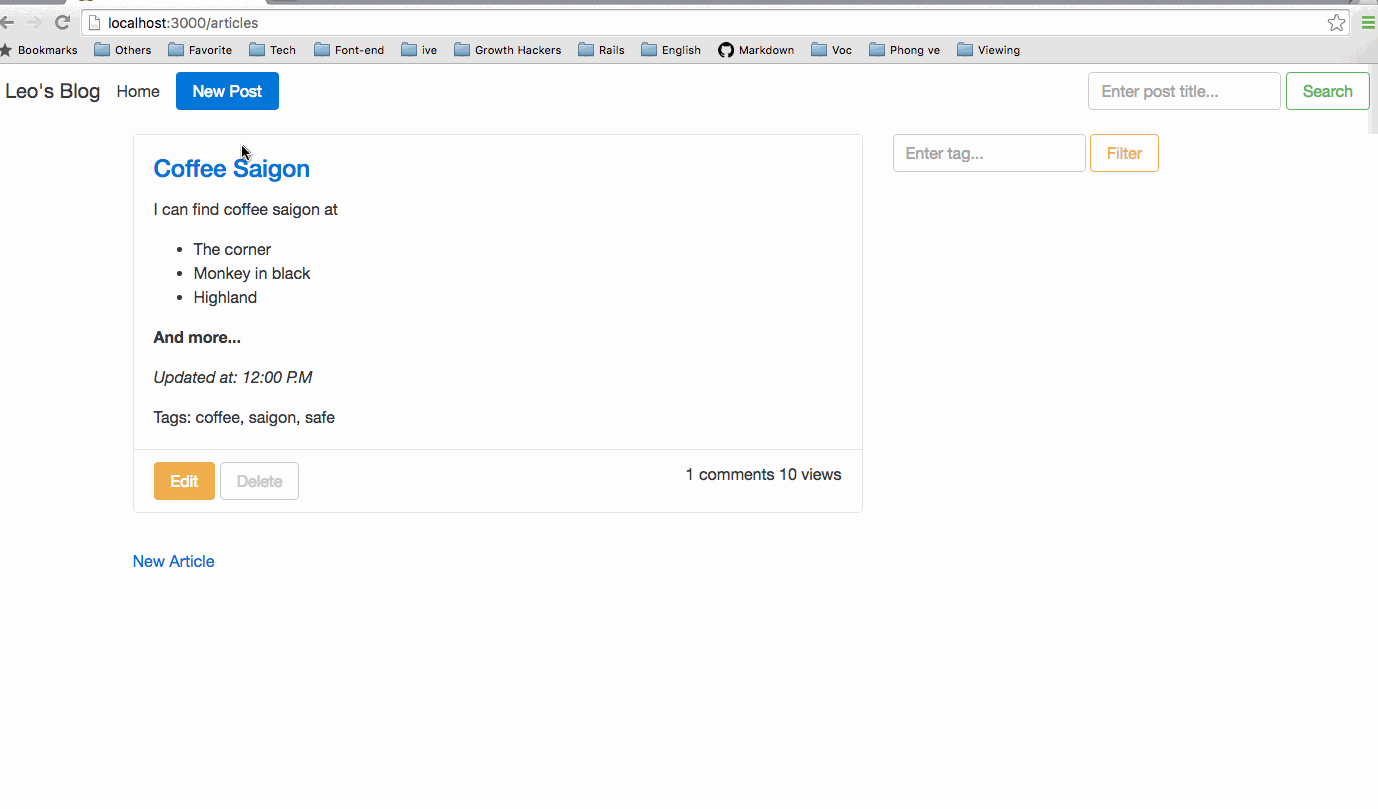 localhost:3000/articles
Bookmarks Others Favorite Tech Font-end ive Growth Hackers Rails English Markdown Voc Phong ve Viewing
Leo's Blog Home New Post Enter post title... Search
Coffee Saigon
Enter tag... Filter
I can find coffee saigon at
• The corner
• Monkey in black
• Highland
And more...
Updated at: 12:00 P.M
Tags: coffee, saigon, safe
Edit Delete 1 comments 10 views
New Article